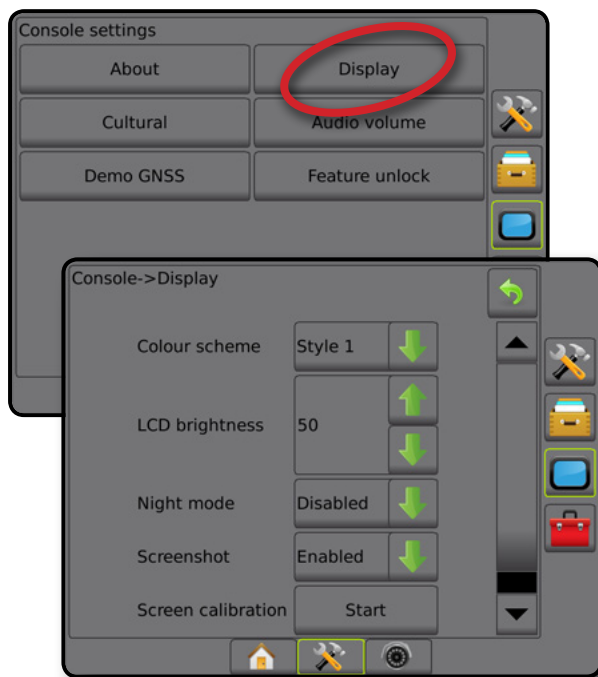 Console settings
About
Display
Cultural
Audio volume
Demo GNSS
Feature unlock
Console->Display
Colour scheme
Style 1
LCD brightness
50
Night mode
Disabled
Screenshot
Enabled
Screen calibration
Start